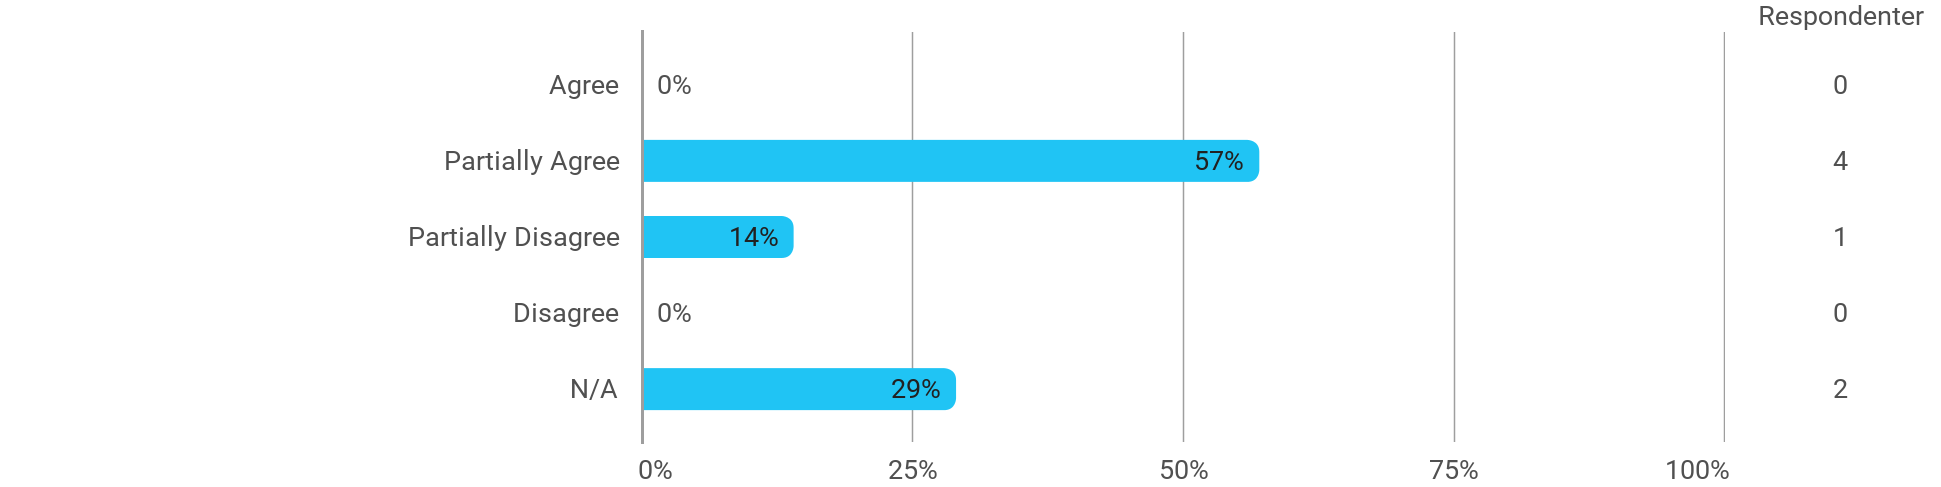 Respondenter
Agree 0% 0
Partially Agree 57% 4
Partially Disagree 14% 1
Disagree 0% 0
N/A 29% 2
0% 25% 50% 75% 100%